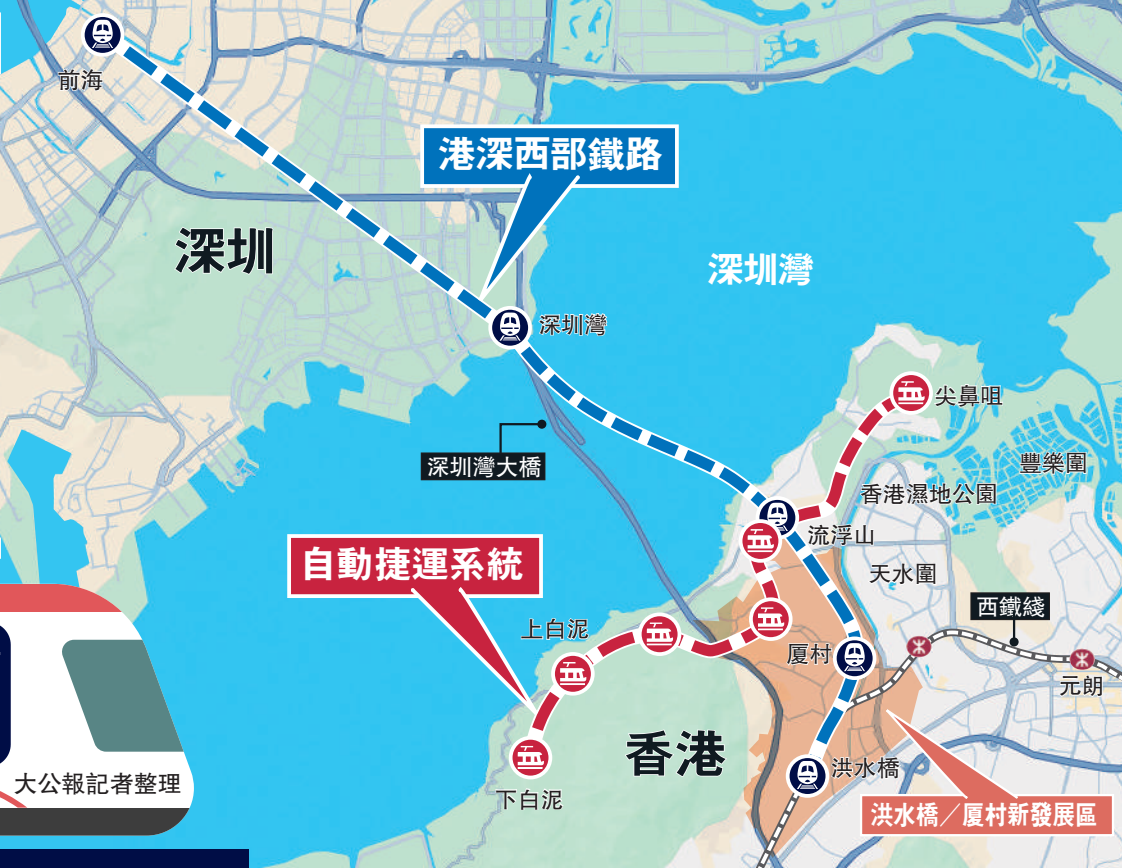 前海
港深西部鐵路
深圳
深圳灣
深圳灣
尖鼻咀
深圳灣大橋
豐樂園
香港濕地公園
流浮山
自動捷運系統
天水圍
西鐵綫
上白泥
厦村
元朗
香港
洪水橋
大公報記者整理
下白泥
洪水橋／厦村新發展區